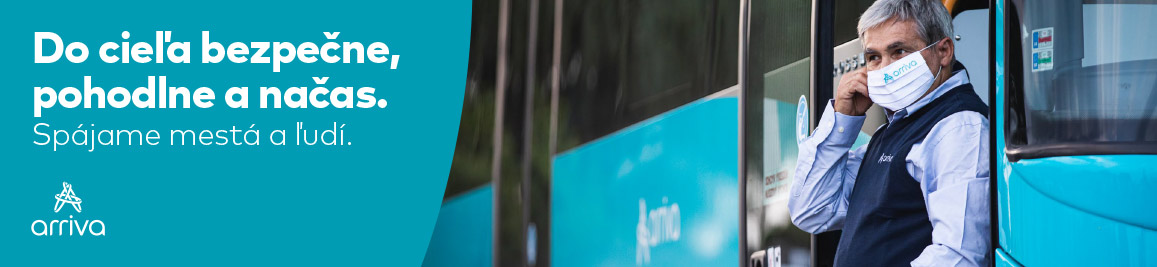 Do cieľa bezpečne,
pohodlne a načas.
Spájame mestá a ľudí.
arriva
arriva
arriva